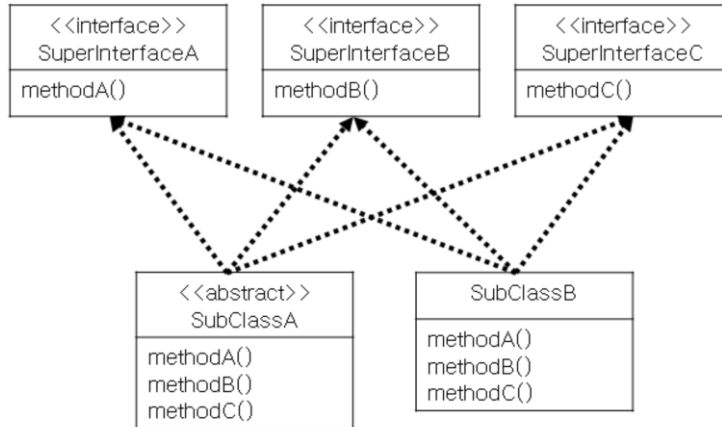 <<interface>>
SuperInterfaceA
methodA()
<<interface>>
SuperInterfaceB
methodB()
<<interface>>
SuperInterfaceC
methodC()
<<abstract>>
SubClassA
methodA()
methodB()
methodC()
SubClassB
methodA()
methodB()
methodC()